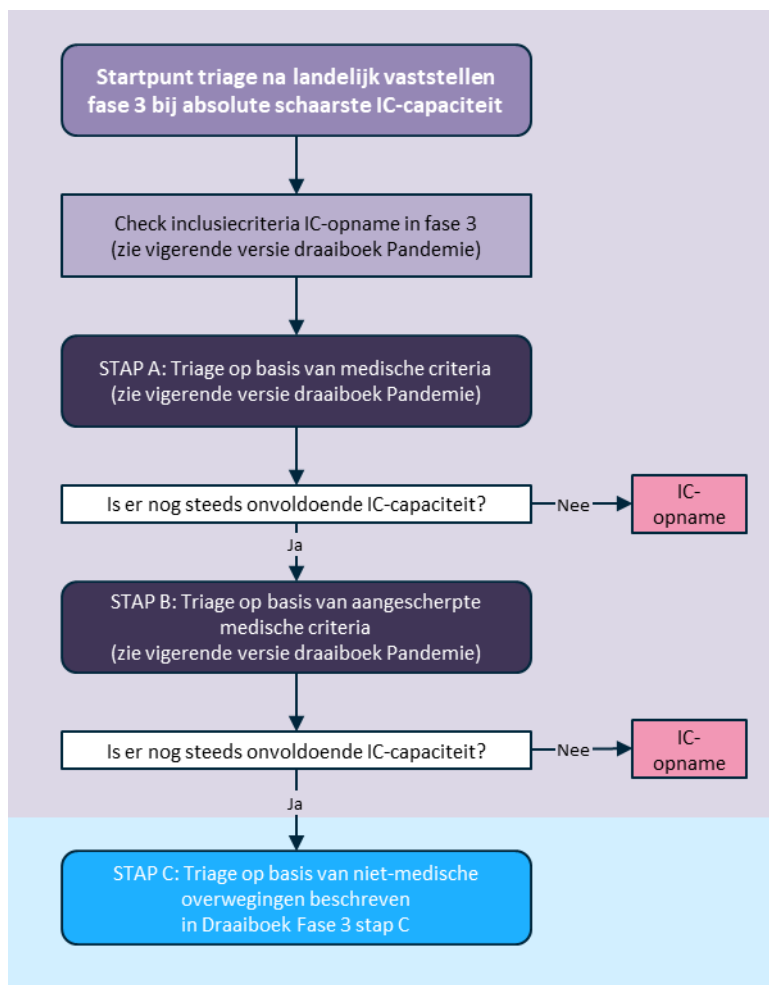 Startpunt triage na landelijk vaststellen
fase 3 bij absolute schaarste IC-capaciteit
Check inclusiecriteria IC-opname in fase 3
(zie vigerende versie draaiboek Pandemie)
STAP A: Triage op basis van medische criteria
(zie vigerende versie draaiboek Pandemie)
Is er nog steeds onvoldoende IC-capaciteit?
Nee
IC-
opname
Ja
STAP B: Triage op basis van aangescherpte
medische criteria
(zie vigerende versie draaiboek Pandemie)
Is er nog steeds onvoldoende IC-capaciteit?
Nee
IC-
opname
Ja
STAP C: Triage op basis van niet-medische
overwegingen beschreven
in Draaiboek Fase 3 stap C